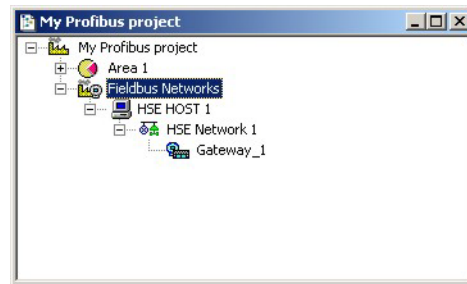 My Profibus project
My Profibus project
Area 1
Fieldbus Networks
HSE HOST 1
HSE Network 1
Gateway_1